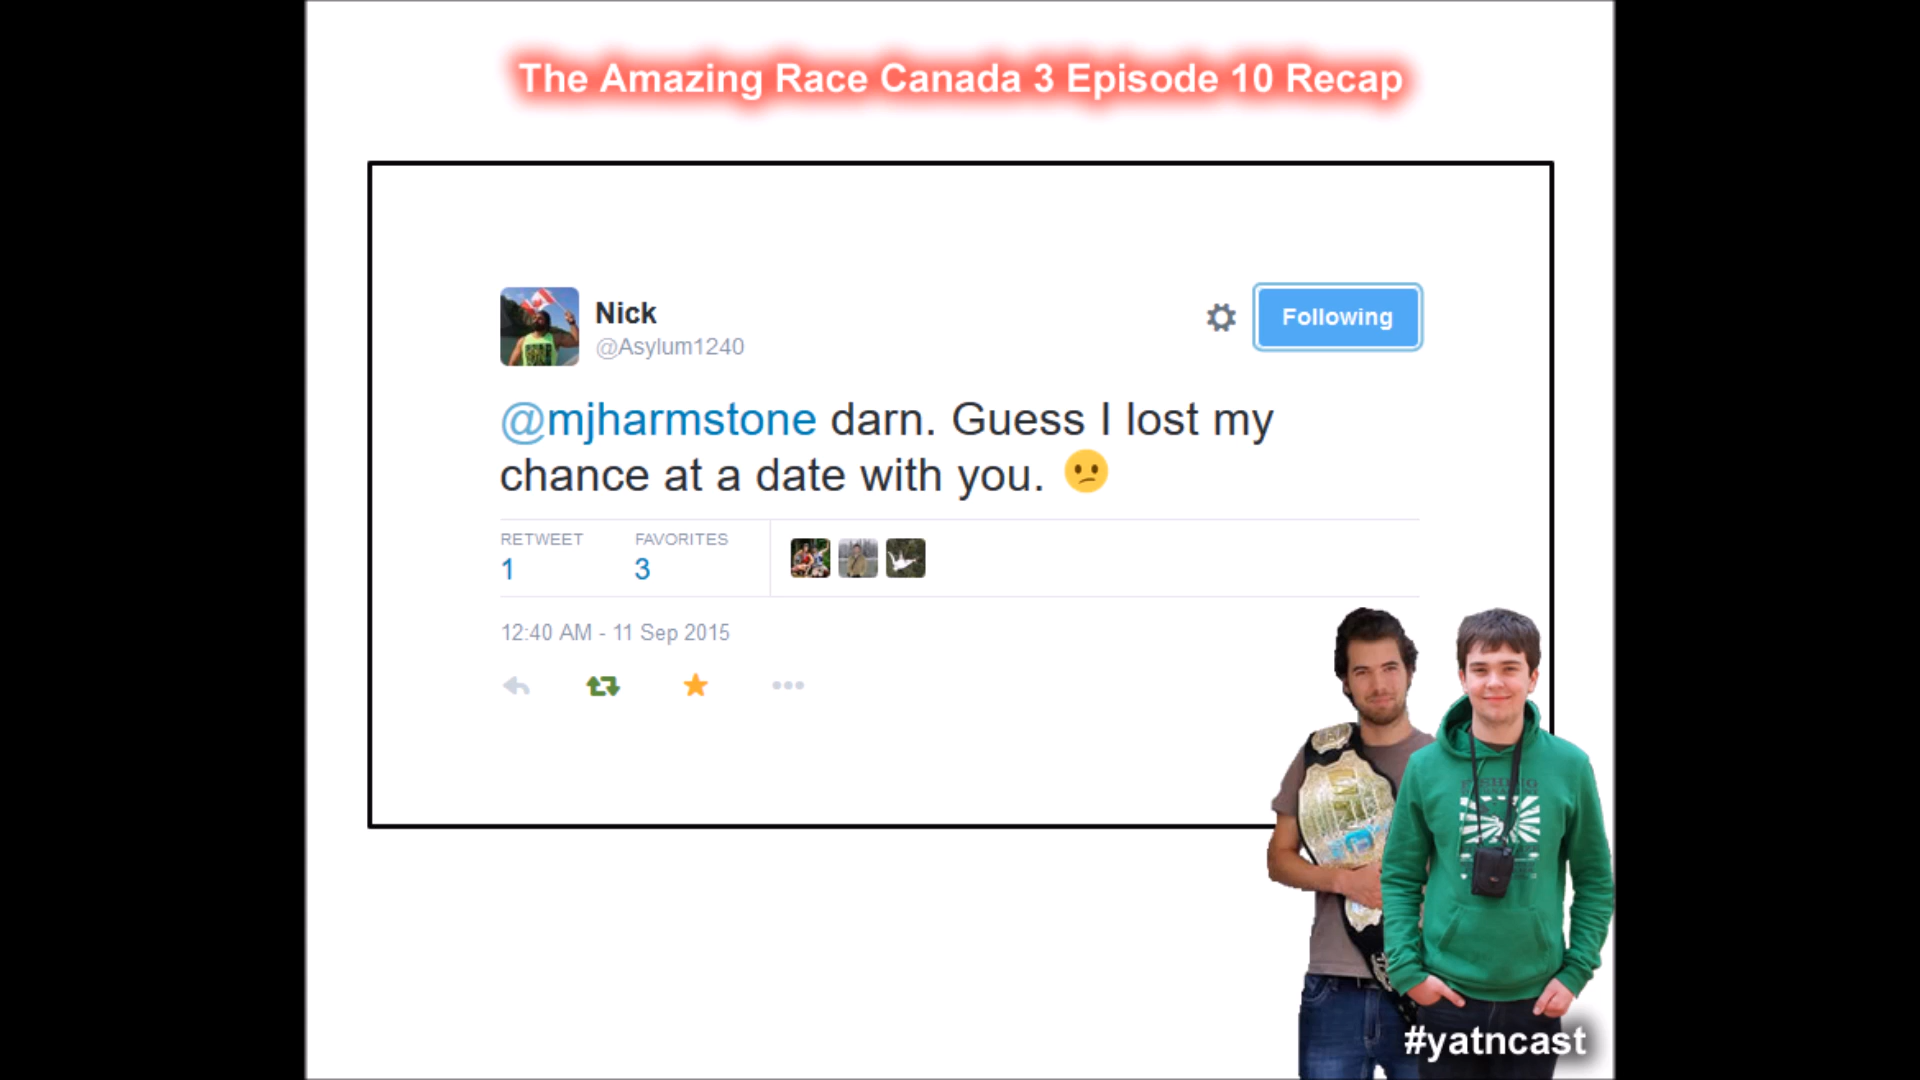 The Amazing Race Canada 3 Episode 10 Recap
Nick
@Asylum1240
Following
@mjharmstone darn. Guess I lost my
chance at a date with you.
RETWEET FAVORITES
1 3
12:40 AM - 11 Sep 2015
#yatncast